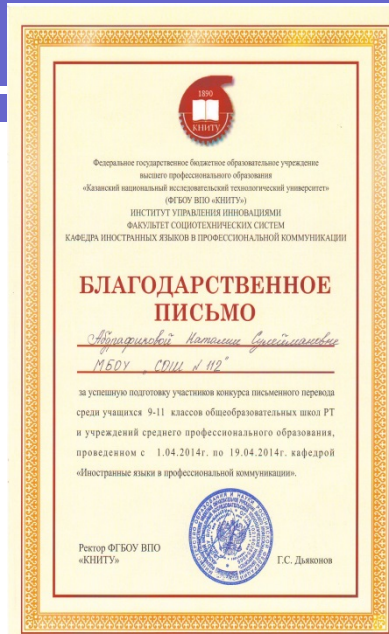 1890
КНИТУ
Федеральное государственное бюджетное образовательное учреждение
высшего профессионального образования
«Казанский национальный исследовательский технологический университет»
(ФГБОУ ВПО «КНИТУ»)
ИНСТИТУТ УПРАВЛЕНИЯ ИННОВАЦИЯМИ
ФАКУЛЬТЕТ СОЦИОТЕХНИЧЕСКИХ СИСТЕМ
КАФЕДРА ИНОСТРАННЫХ ЯЗЫКОВ В ПРОФЕССИОНАЛЬНОЙ КОММУНИКАЦИИ
БЛАГОДАРСТВЕННОЕ
ПИСЬМО
Абдрафиковой Наталии Сулеймановне
МБОУ „СОШ №112"
за успешную подготовку участников конкурса письменного перевода
среди учащихся 9-11 классов общеобразовательных школ РТ
и учреждений среднего профессионального образования,
проведенном с 1.04.2014г. по 19.04.2014г. кафедрой
«Иностранные языки в профессиональной коммуникации».
Ректор ФГБОУ ВПО
«КНИТУ»
Г.С. Дьяконов